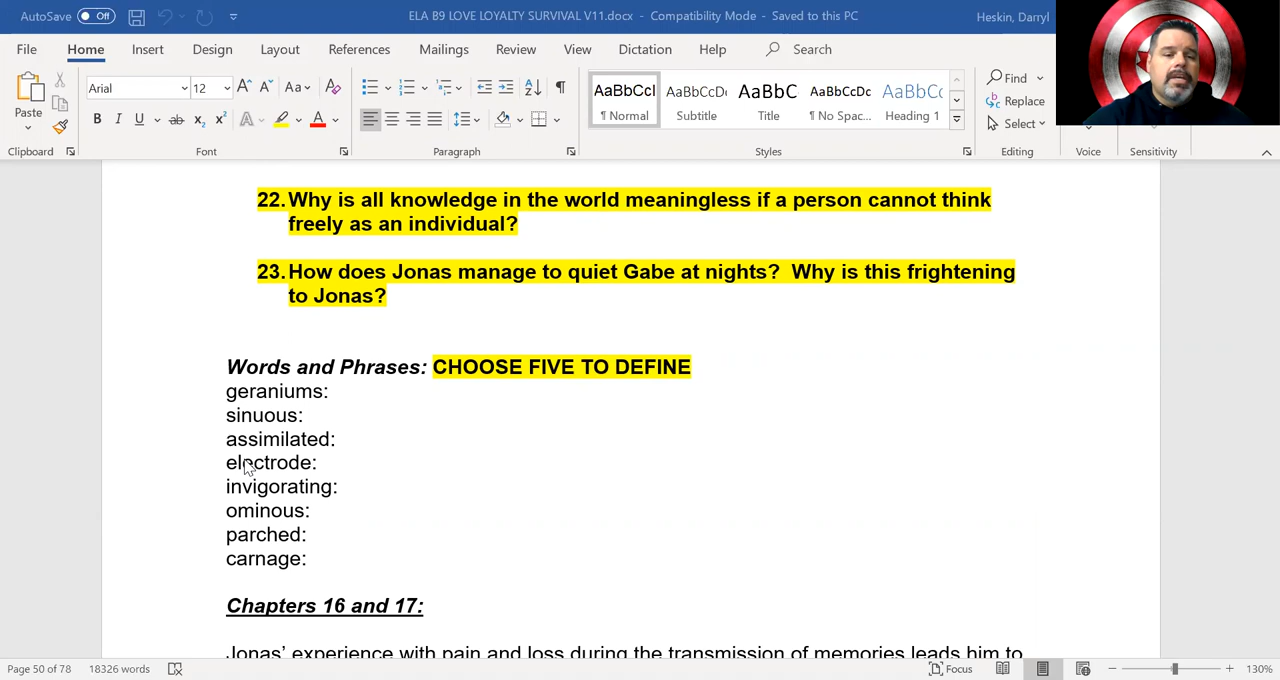 AutoSave Off ELA B9 LOVE LOYALTY SURVIVAL V11.docx - Compatibility Mode - Saved to this PC Heskin, Darryl
File Home Insert Design Layout References Mailings Review View Dictation Help Search
Paste Arial 12 Aa AaBbCcI AaBbCcDc AaBbC AaBbCcDc AaBbCc Find
¶ Normal Subtitle Title ¶ No Spac... Heading 1 Replace
Select
Clipboard Font Paragraph Styles Editing Voice Sensitivity
22. Why is all knowledge in the world meaningless if a person cannot think
freely as an individual?
23. How does Jonas manage to quiet Gabe at nights? Why is this frightening
to Jonas?
Words and Phrases: CHOOSE FIVE TO DEFINE
geraniums:
sinuous:
assimilated:
electrode:
invigorating:
ominous:
parched:
carnage:
Chapters 16 and 17:
Jonas' experience with pain and loss during the transmission of memories leads him to
Page 50 of 78 18326 words Focus 130%